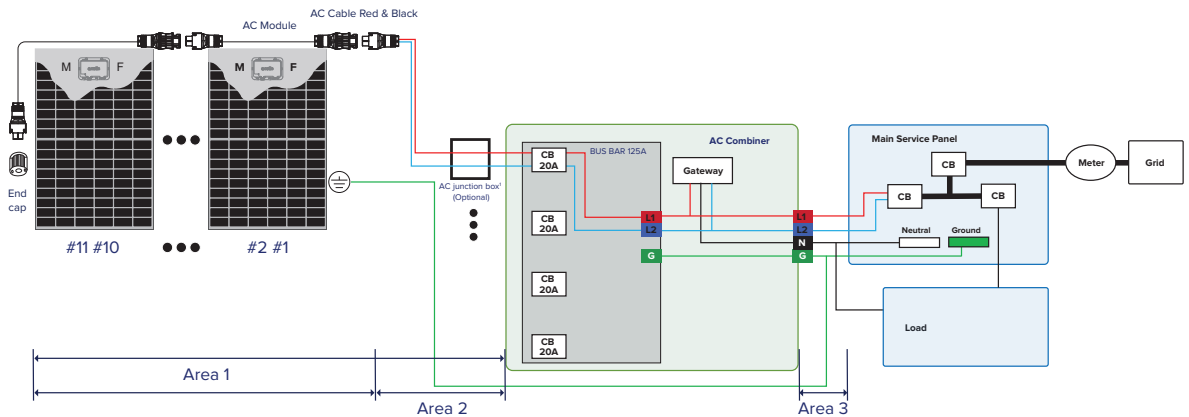 AC Cable Red & Black
AC Module
M F
M F
End
cap
#11 #10
#2 #1
AC junction box¹
(Optional)
AC Combiner
BUS BAR 125A
CB
20A
CB
20A
CB
20A
CB
20A
Gateway
L1
L2
G
L1
L2
N
G
Main Service Panel
CB
CB
CB
Neutral
Ground
Meter
Grid
Load
Area 1
Area 2
Area 3